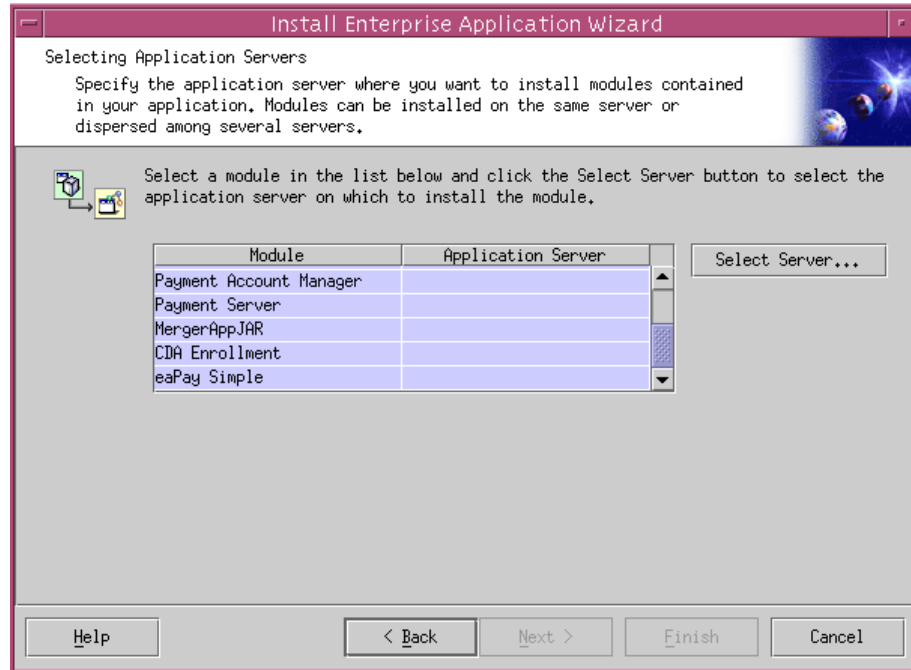 Install Enterprise Application Wizard
Selecting Application Servers
Specify the application server where you want to install modules contained
in your application. Modules can be installed on the same server or
dispersed among several servers.
Select a module in the list below and click the Select Server button to select the
application server on which to install the module.
Module Application Server
Select Server...
Payment Account Manager
Payment Server
MergerAppJAR
CDA Enrollment
eaPay Simple
Help < Back Next > Finish Cancel